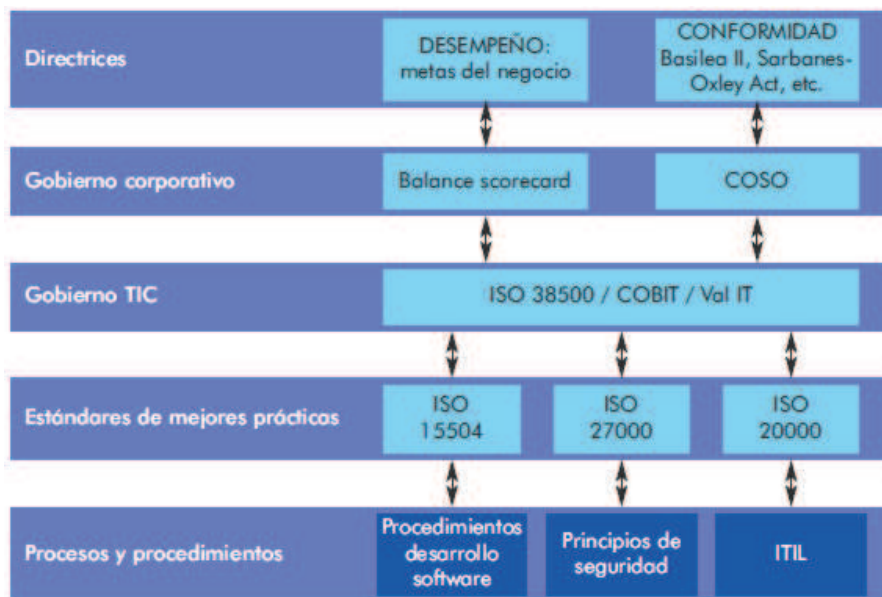 Directrices
DESEMPEÑO:
metas del negocio
CONFORMIDAD
Basilea II, Sarbanes-
Oxley Act, etc.
Gobierno corporativo
Balance scorecard
COSO
Gobierno TIC
ISO 38500 / COBIT / Val IT
Estándares de mejores prácticas
ISO
15504
ISO
27000
ISO
20000
Procesos y procedimientos
Procedimientos
desarrollo
software
Principios de
seguridad
ITIL